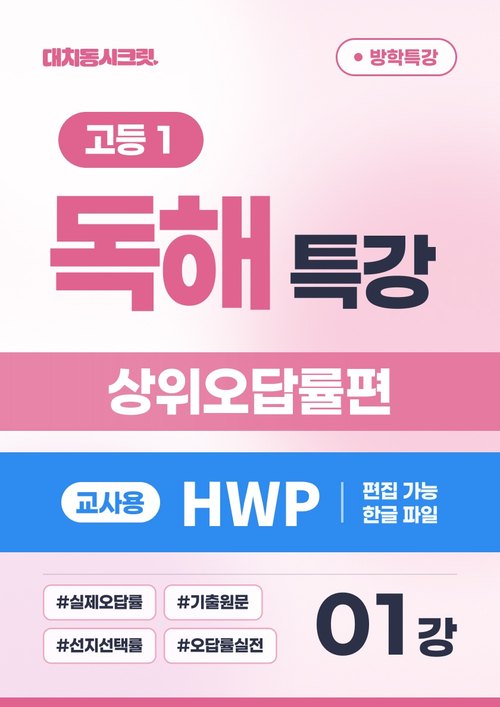 대치동시크릿
방학특강
고등 1
독해 특강
상위오답률편
교사용 HWP 편집 가능
한글 파일
#실제오답률 #기출원문
#선지선택률 #오답률실전
01강